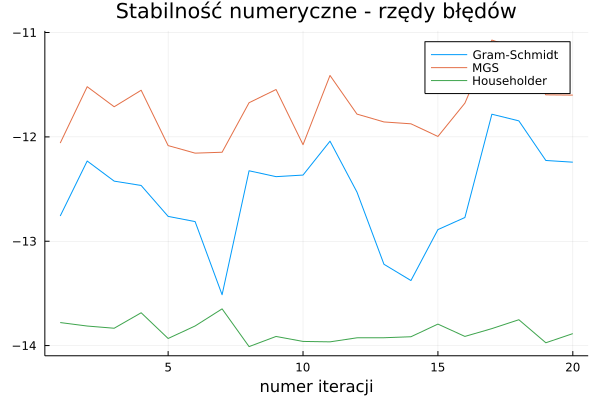 Stabilność numeryczne - rzędy błędów
−11
Gram-Schmidt
MGS
Householder
−12
−13
−14
5
10
15
20
numer iteracji